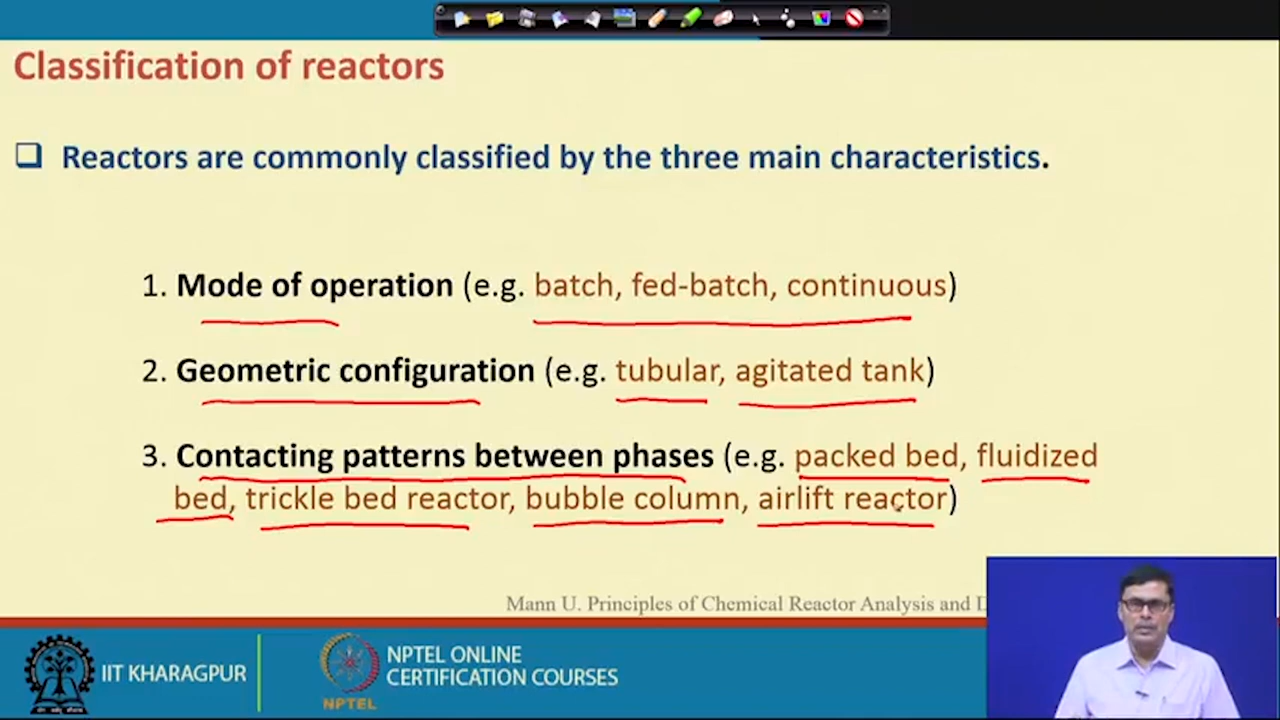 Classification of reactors
❑ Reactors are commonly classified by the three main characteristics.
1. Mode of operation (e.g. batch, fed-batch, continuous)
2. Geometric configuration (e.g. tubular, agitated tank)
3. Contacting patterns between phases (e.g. packed bed, fluidized
bed, trickle bed reactor, bubble column, airlift reactor)
Mann U. Principles of Chemical Reactor Analysis and D
IIT KHARAGPUR
NPTEL
NPTEL ONLINE
CERTIFICATION COURSES